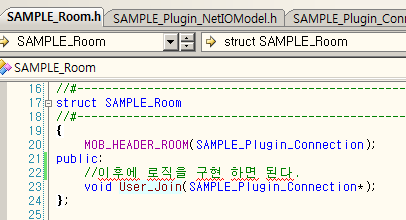 SAMPLE_Room.h SAMPLE_Plugin_NetIOModel.h SAMPLE_Plugin_Conn
SAMPLE_Room struct SAMPLE_Room
SAMPLE_Room
16 //#------------------------------------------------
17 struct SAMPLE_Room
18 //#------------------------------------------------
19 {
20 MOB_HEADER_ROOM(SAMPLE_Plugin_Connection);
21 public:
22 //이후에 로직을 구현 하면 된다.
23 void User_Join(SAMPLE_Plugin_Connection*);
24 };